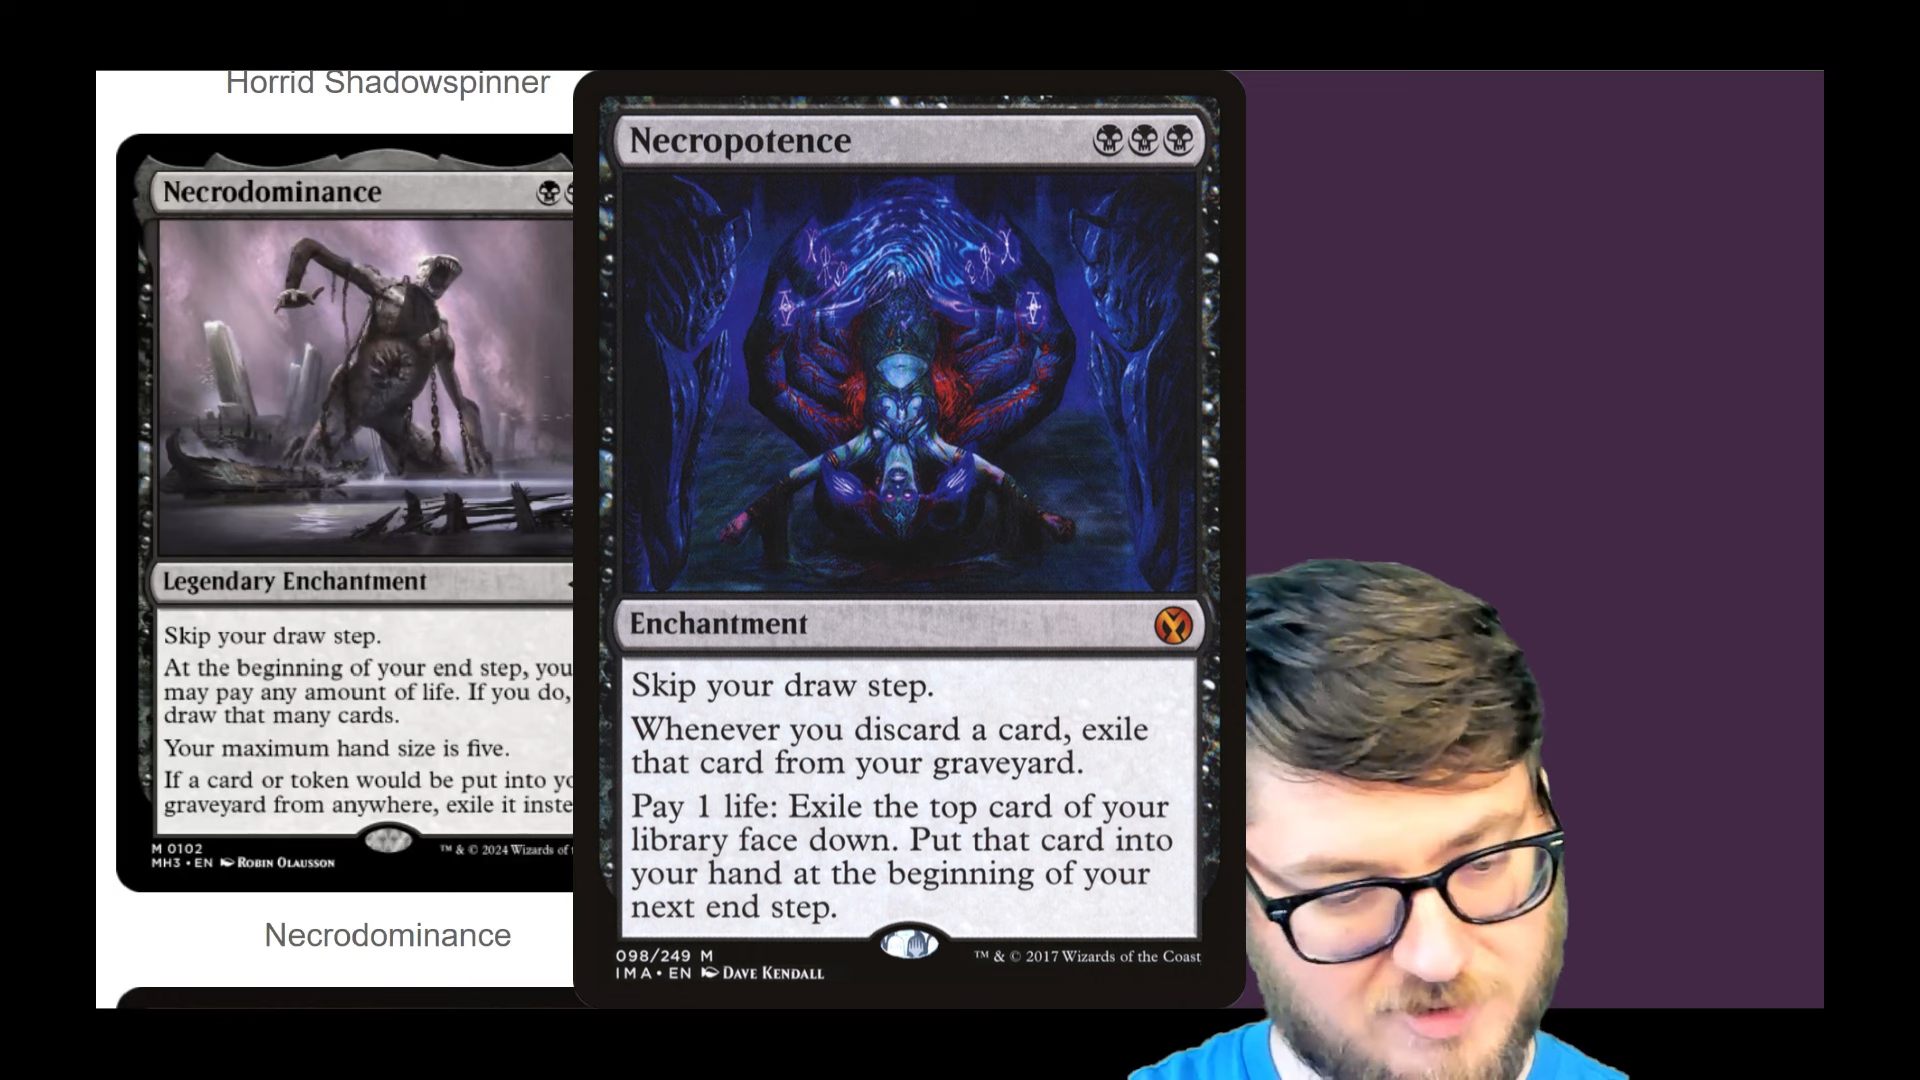 Horrid Shadowspinner
Necrodominance
Legendary Enchantment
Skip your draw step.
At the beginning of your end step, you
may pay any amount of life. If you do,
draw that many cards.
Your maximum hand size is five.
If a card or token would be put into yo
graveyard from anywhere, exile it inste
M 0102
MH3 • EN ROBIN OLAUSSON
™ & © 2024 Wizards of
Necrodominance
Necropotence
Enchantment
Skip your draw step.
Whenever you discard a card, exile
that card from your graveyard.
Pay 1 life: Exile the top card of your
library face down. Put that card into
your hand at the beginning of your
next end step.
098/249 M
IMA • EN DAVE KENDALL
™ & © 2017 Wizards of the Coast